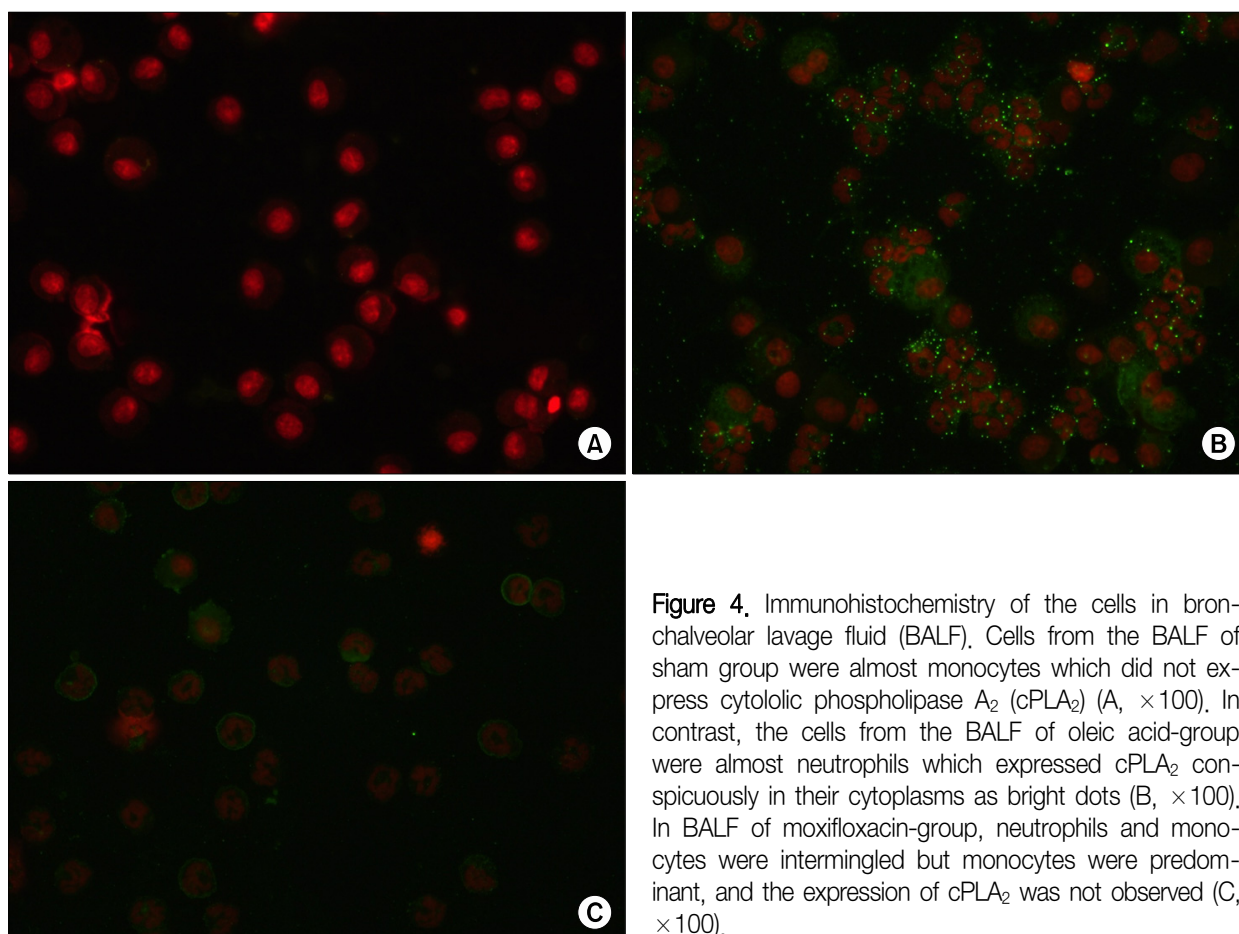 A
B
C
Figure 4. Immunohistochemistry of the cells in bron-
chalveolar lavage fluid (BALF). Cells from the BALF of
sham group were almost monocytes which did not ex-
press cytololic phospholipase A₂ (cPLA₂) (A, ×100). In
contrast, the cells from the BALF of oleic acid-group
were almost neutrophils which expressed cPLA₂ con-
spicuously in their cytoplasms as bright dots (B, ×100).
In BALF of moxifloxacin-group, neutrophils and mono-
cytes were intermingled but monocytes were predom-
inant, and the expression of cPLA₂ was not observed (C,
×100).